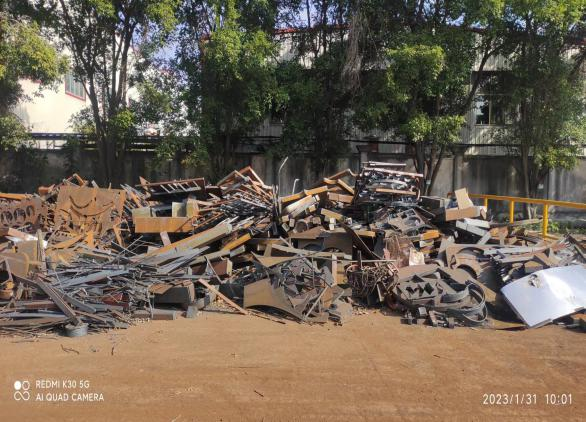 REDMI K30 5G
AI QUAD CAMERA
2023/1/31 10:01